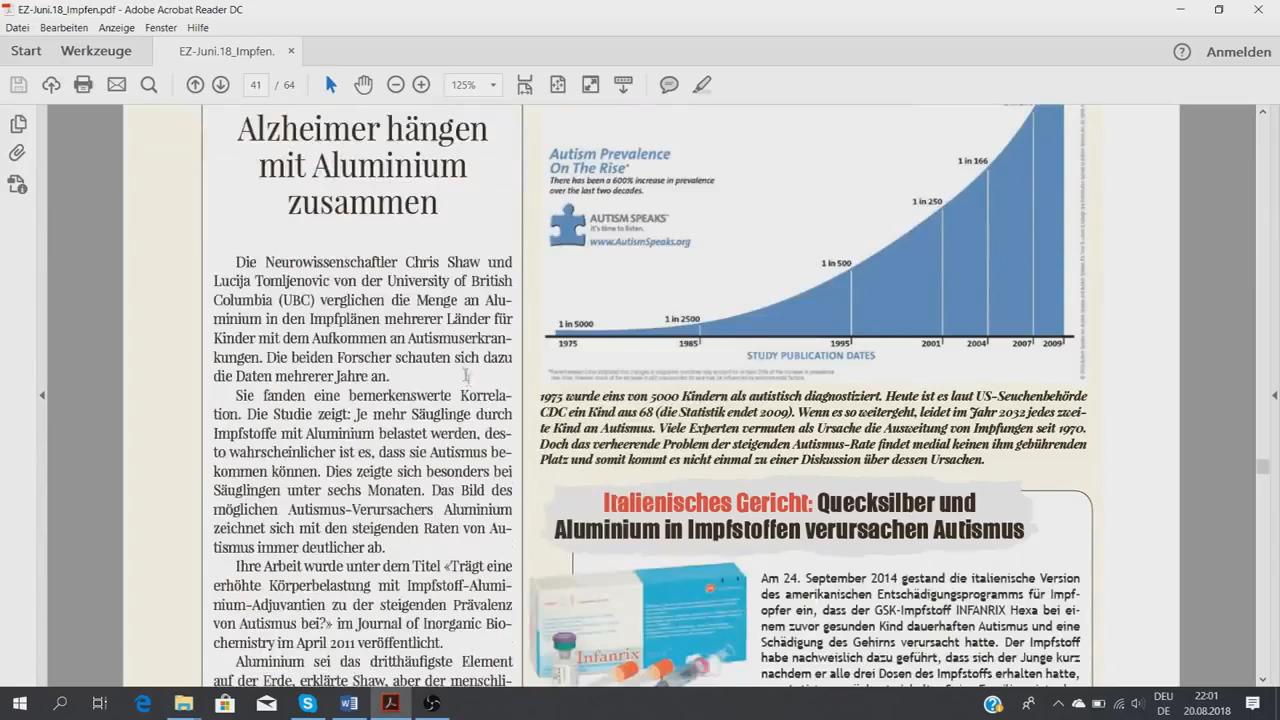 EZ-Juni.18_Impfen.pdf - Adobe Acrobat Reader DC
Datei Bearbeiten Anzeige Fenster Hilfe
Start Werkzeuge EZ-Juni.18_Impfen. × Anmelden
41 / 64 125%
Alzheimer hängen
mit Aluminium
zusammen
Die Neurowissenschaftler Chris Shaw und
Lucija Tomljenovic von der University of British
Columbia (UBC) verglichen die Menge an Alu-
minium in den Impfplänen mehrerer Länder für
Kinder mit dem Aufkommen an Autismuserkran-
kungen. Die beiden Forscher schauten sich dazu
die Daten mehrerer Jahre an.
Sie fanden eine bemerkenswerte Korrela-
tion. Die Studie zeigt: Je mehr Säuglinge durch
Impfstoffe mit Aluminium belastet werden, des-
to wahrscheinlicher ist es, dass sie Autismus be-
kommen können. Dies zeigte sich besonders bei
Säuglingen unter sechs Monaten. Das Bild des
möglichen Autismus-Verursachers Aluminium
zeichnet sich mit den steigenden Raten von Au-
tismus immer deutlicher ab.
Ihre Arbeit wurde unter dem Titel «Trägt eine
erhöhte Körperbelastung mit Impfstoff-Alumi-
nium-Adjuvantien zu der steigenden Prävalenz
von Autismus bei?» im Journal of Inorganic Bio-
chemistry im April 2011 veröffentlicht.
Aluminium sei das dritthäufigste Element
auf der Erde, erklärte Shaw, aber der menschli-
Autism Prevalence
On The Rise*
There has been a 600% increase in prevalence
over the last two decades.
AUTISM SPEAKS™
It's time to listen.
www.AutismSpeaks.org
1 in 5000
1 in 2500
1 in 500
1 in 250
1 in 166
1975 1985 1995 2001 2004 2007 2009
STUDY PUBLICATION DATES
1975 wurde eins von 5000 Kindern als autistisch diagnostiziert. Heute ist es laut US-Seuchenbehörde
CDC ein Kind aus 68 (die Statistik endet 2009). Wenn es so weitergeht, leidet im Jahr 2032 jedes zwei-
te Kind an Autismus. Viele Experten vermuten als Ursache die Ausweitung von Impfungen seit 1970.
Doch das verheerende Problem der steigenden Autismus-Rate findet medial keinen ihm gebührenden
Platz und somit kommt es nicht einmal zu einer Diskussion über dessen Ursachen.
Italienisches Gericht: Quecksilber und
Aluminium in Impfstoffen verursachen Autismus
Infanrix
Am 24. September 2014 gestand die italienische Version
des amerikanischen Entschädigungsprogramms für Impf-
opfer ein, dass der GSK-Impfstoff INFANRIX Hexa bei ei-
nem zuvor gesunden Kind dauerhaften Autismus und eine
Schädigung des Gehirns verursacht hatte. Der Impfstoff
habe nachweislich dazu geführt, dass sich der Junge kurz
nachdem er alle drei Dosen des Impfstoffs erhalten hatte,
DEU 22:01
DE 20.08.2018